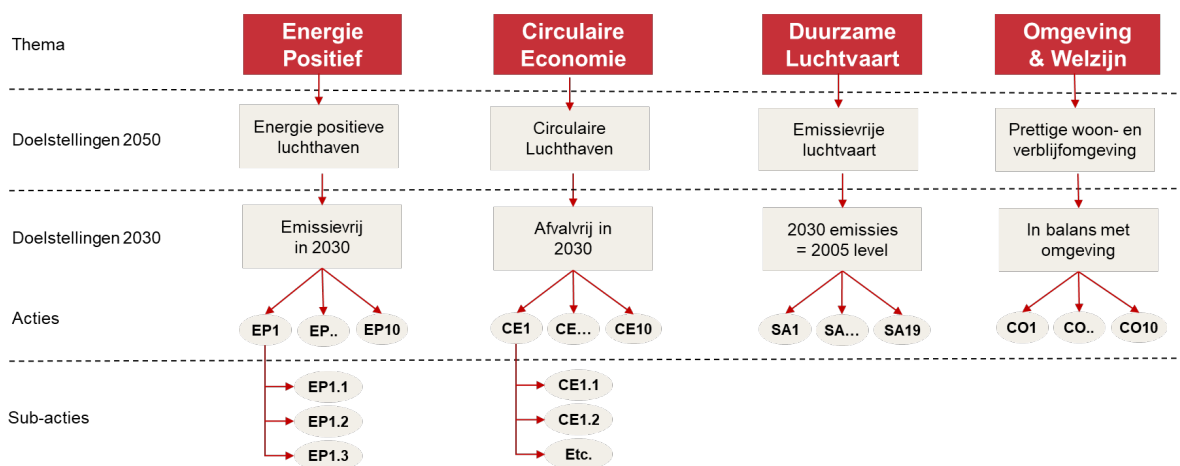 Thema
Energie
Positief
Circulaire
Economie
Duurzame
Luchtvaart
Omgeving
& Welzijn
Doelstellingen 2050
Energie positieve
luchthaven
Circulaire
Luchthaven
Emissievrije
luchtvaart
Prettige woon- en
verblijfomgeving
Doelstellingen 2030
Emissievrij
in 2030
Afvalvrij in
2030
2030 emissies
= 2005 level
In balans met
omgeving
Acties
EP1
EP..
EP10
CE1
CE...
CE10
SA1
SA...
SA19
CO1
CO..
CO10
Sub-acties
EP1.1
EP1.2
EP1.3
CE1.1
CE1.2
Etc.